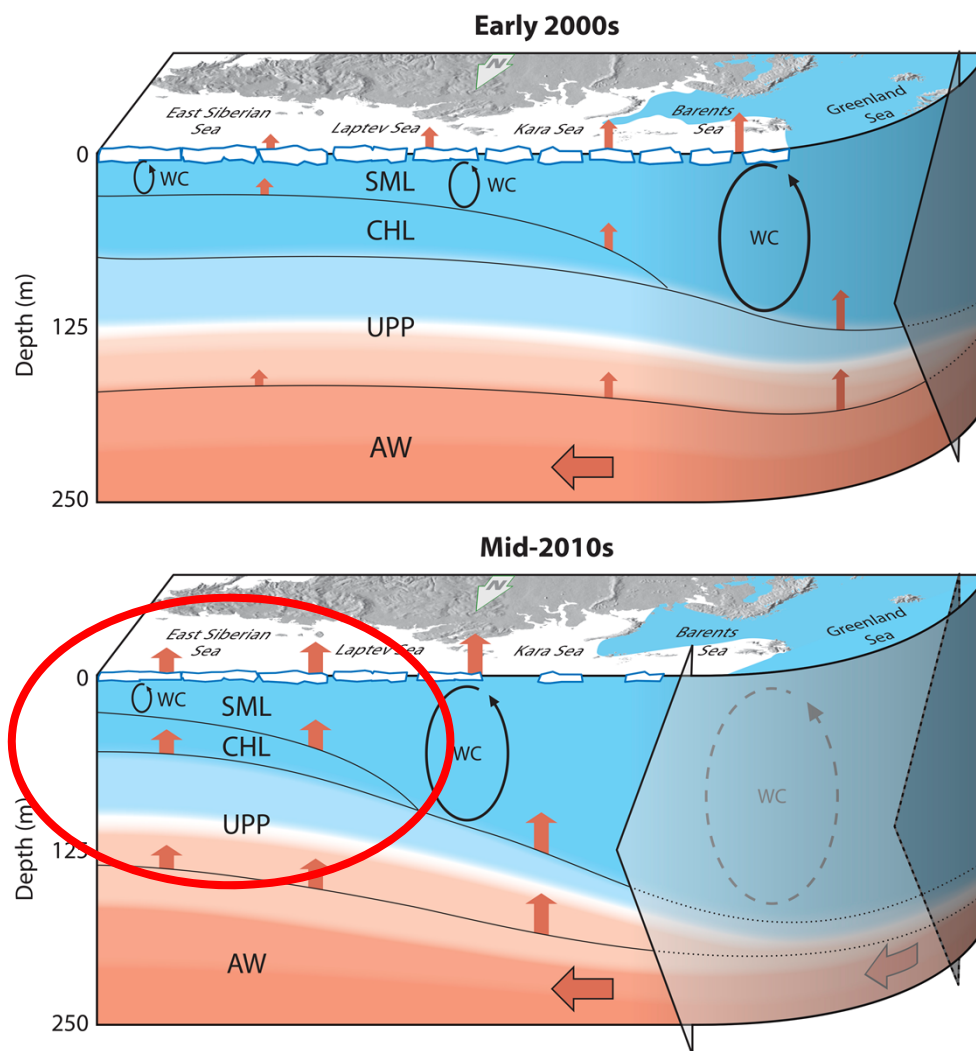 Early 2000s
N
East Siberian
Sea
Laptev Sea
Kara Sea
Barents
Sea
Greenland
Sea
0
WC
SML
WC
CHL
WC
125
UPP
Depth (m)
AW
250
Mid-2010s
N
East Siberian
Sea
Laptev Sea
Kara Sea
Barents
Sea
Greenland
Sea
0
WC
SML
CHL
WC
WC
UPP
125
Depth (m)
AW
250